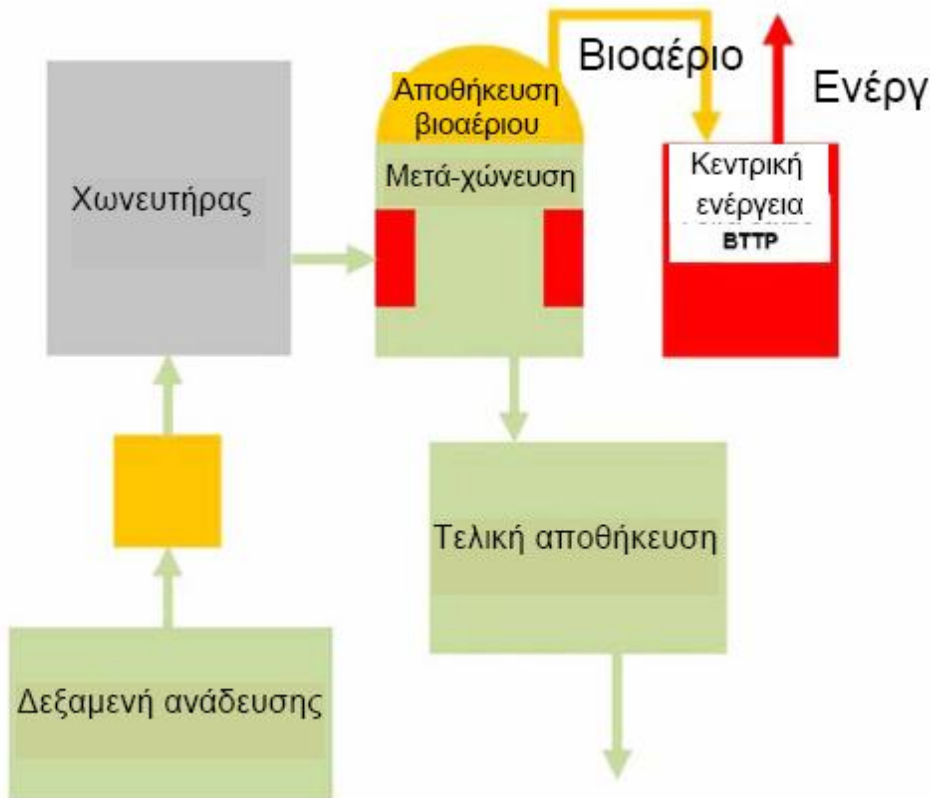 Βιοαέριο
Ενέργ
Αποθήκευση
βιοαέριου
Μετά-χώνευση
Κεντρική
ενέργεια
BTTP
Χωνευτήρας
Τελική αποθήκευση
Δεξαμενή ανάδευσης